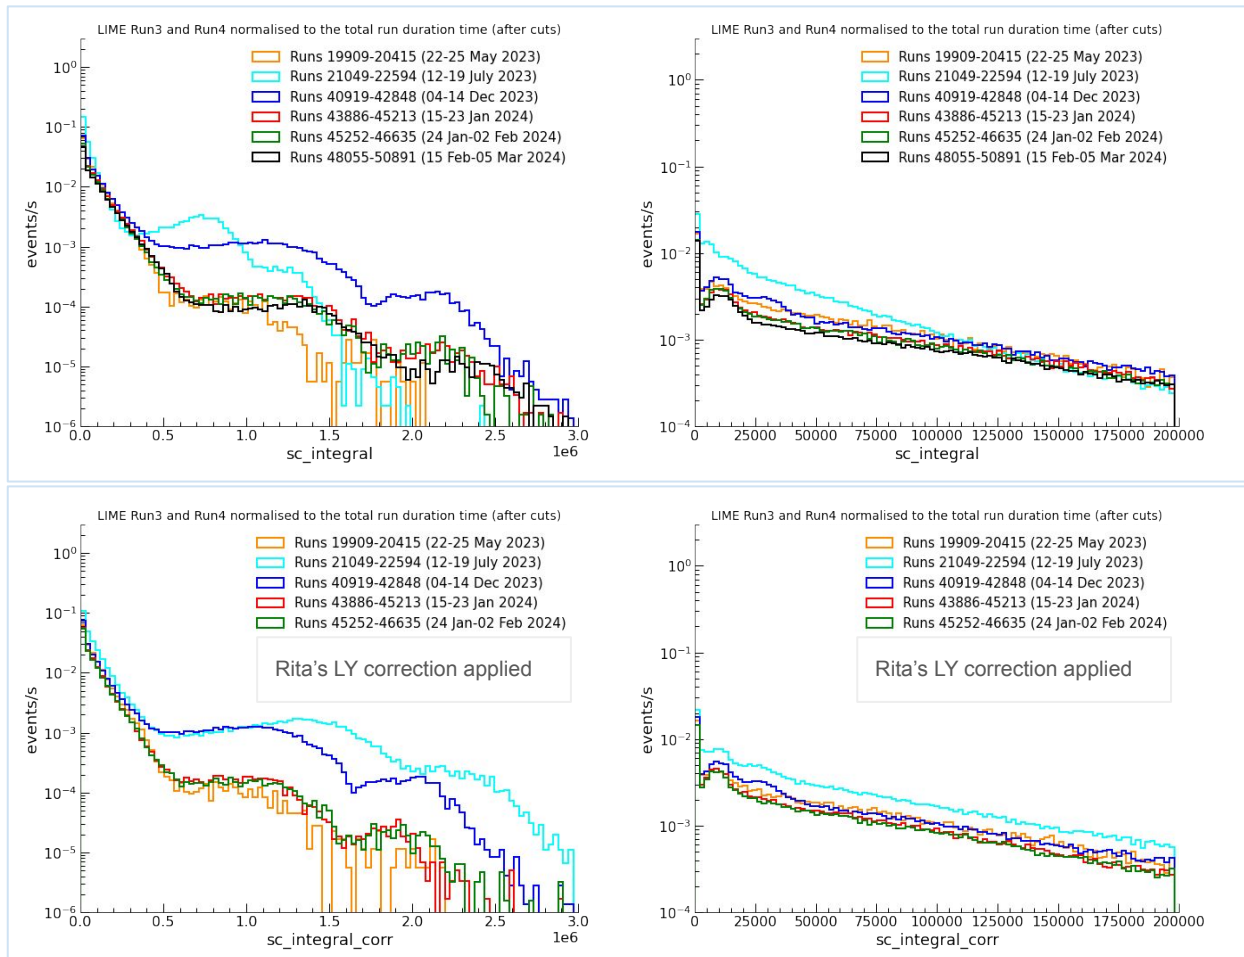 LIME Run3 and Run4 normalised to the total run duration time (after cuts)
Runs 19909-20415 (22-25 May 2023)
Runs 21049-22594 (12-19 July 2023)
Runs 40919-42848 (04-14 Dec 2023)
Runs 43886-45213 (15-23 Jan 2024)
Runs 45252-46635 (24 Jan-02 Feb 2024)
Runs 48055-50891 (15 Feb-05 Mar 2024)
events/s
10⁰
10⁻¹
10⁻²
10⁻³
10⁻⁴
10⁻⁵
10⁻⁶
0.0 0.5 1.0 1.5 2.0 2.5 3.0
1e6
sc_integral
LIME Run3 and Run4 normalised to the total run duration time (after cuts)
Runs 19909-20415 (22-25 May 2023)
Runs 21049-22594 (12-19 July 2023)
Runs 40919-42848 (04-14 Dec 2023)
Runs 43886-45213 (15-23 Jan 2024)
Runs 45252-46635 (24 Jan-02 Feb 2024)
Runs 48055-50891 (15 Feb-05 Mar 2024)
events/s
10⁰
10⁻¹
10⁻²
10⁻³
10⁻⁴
0 25000 50000 75000 100000 125000 150000 175000 200000
sc_integral
LIME Run3 and Run4 normalised to the total run duration time (after cuts)
Runs 19909-20415 (22-25 May 2023)
Runs 21049-22594 (12-19 July 2023)
Runs 40919-42848 (04-14 Dec 2023)
Runs 43886-45213 (15-23 Jan 2024)
Runs 45252-46635 (24 Jan-02 Feb 2024)
Rita's LY correction applied
events/s
10⁰
10⁻¹
10⁻²
10⁻³
10⁻⁴
10⁻⁵
10⁻⁶
0.0 0.5 1.0 1.5 2.0 2.5 3.0
1e6
sc_integral_corr
LIME Run3 and Run4 normalised to the total run duration time (after cuts)
Runs 19909-20415 (22-25 May 2023)
Runs 21049-22594 (12-19 July 2023)
Runs 40919-42848 (04-14 Dec 2023)
Runs 43886-45213 (15-23 Jan 2024)
Runs 45252-46635 (24 Jan-02 Feb 2024)
Rita's LY correction applied
events/s
10⁰
10⁻¹
10⁻²
10⁻³
10⁻⁴
0 25000 50000 75000 100000 125000 150000 175000 200000
sc_integral_corr